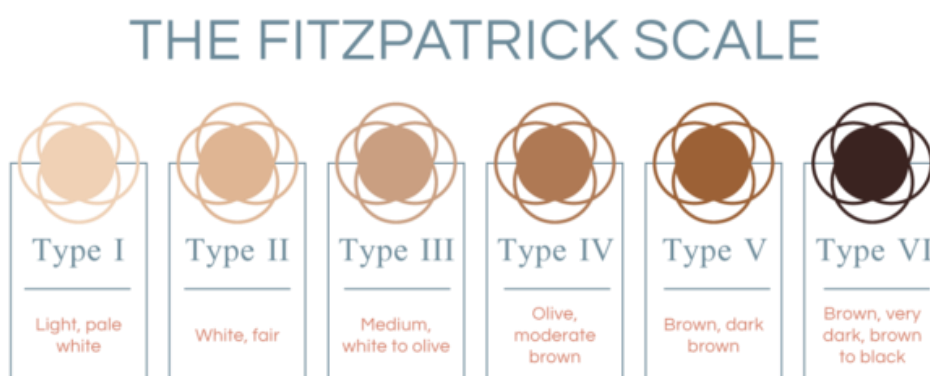 THE FITZPATRICK SCALE
Type I
Type II
Type III
Type IV
Type V
Type VI
Light, pale
white
White, fair
Medium,
white to olive
Olive,
moderate
brown
Brown, dark
brown
Brown, very
dark, brown
to black